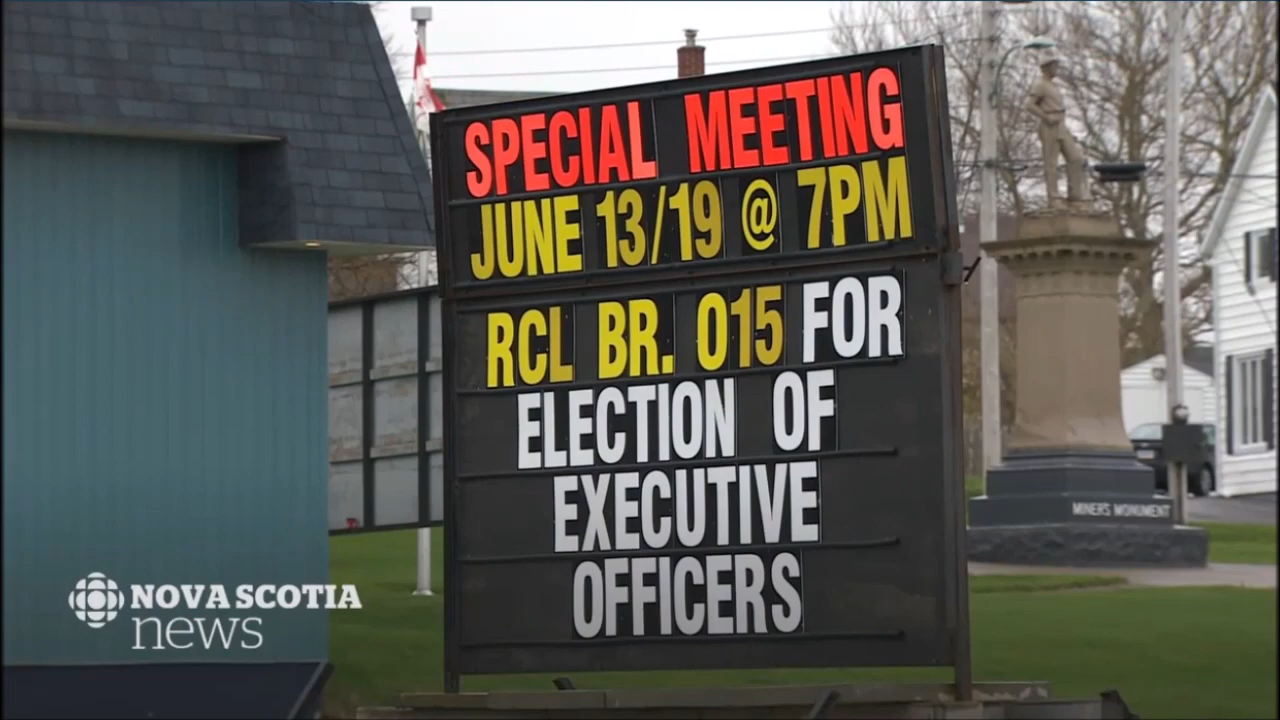 SPECIAL MEETING
JUNE 13/19 @ 7PM
RCL BR. 015 FOR
ELECTION OF
EXECUTIVE
OFFICERS
MINERS MONUMENT
NOVA SCOTIA
news